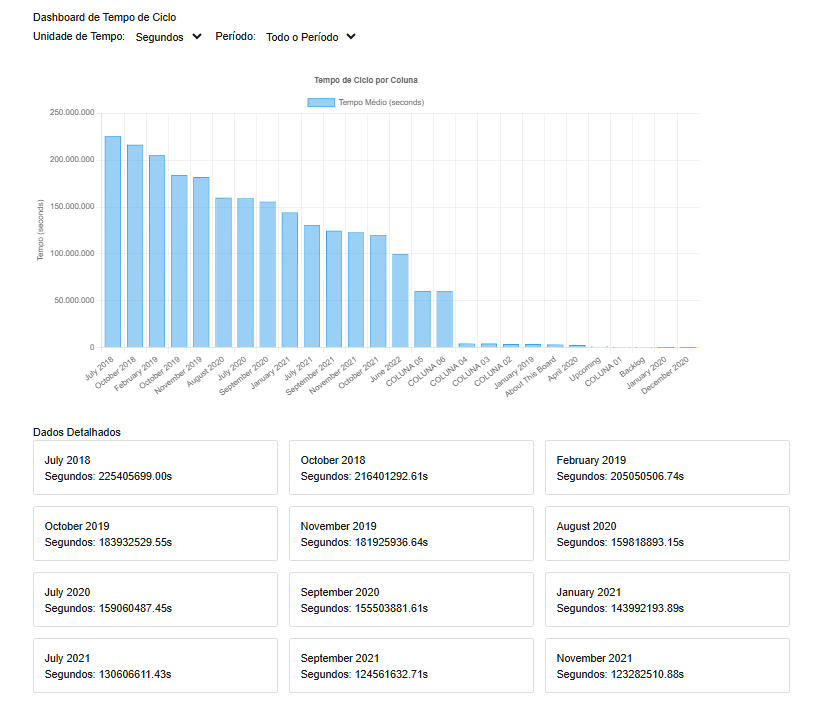 Dashboard de Tempo de Ciclo
Unidade de Tempo: Segundos Período: Todo o Período
Tempo de Ciclo por Coluna
Tempo Médio (seconds)
250.000.000
200.000.000
150.000.000
100.000.000
50.000.000
0
Tempo (seconds)
July 2018
October 2018
February 2019
October 2019
November 2019
August 2020
July 2020
September 2020
January 2021
July 2021
September 2021
November 2021
October 2021
June 2022
COLUNA 05
COLUNA 06
COLUNA 04
COLUNA 03
COLUNA 02
January 2019
About This Board
April 2020
Upcoming
COLUNA 01
Backlog
January 2020
December 2020
Dados Detalhados
July 2018
Segundos: 225405699.00s
October 2018
Segundos: 216401292.61s
February 2019
Segundos: 205050506.74s
October 2019
Segundos: 183932529.55s
November 2019
Segundos: 181925936.64s
August 2020
Segundos: 159818893.15s
July 2020
Segundos: 159060487.45s
September 2020
Segundos: 155503881.61s
January 2021
Segundos: 143992193.89s
July 2021
Segundos: 130606611.43s
September 2021
Segundos: 124561632.71s
November 2021
Segundos: 123282510.88s